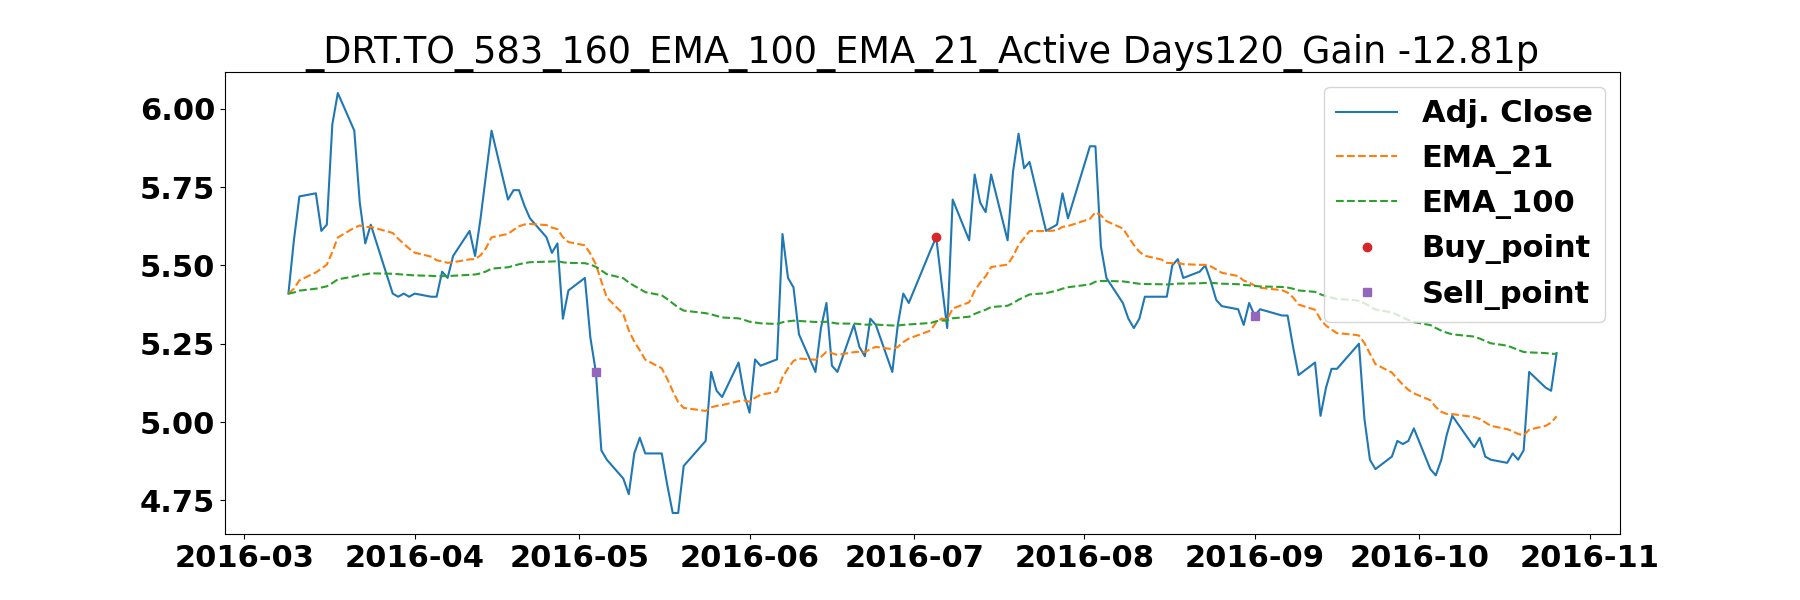 _DRT.TO_583_160_EMA_100_EMA_21_Active Days120_Gain -12.81p
6.00
5.75
5.50
5.25
5.00
4.75
Adj. Close
EMA_21
EMA_100
Buy_point
Sell_point
2016-03 2016-04 2016-05 2016-06 2016-07 2016-08 2016-09 2016-10 2016-11